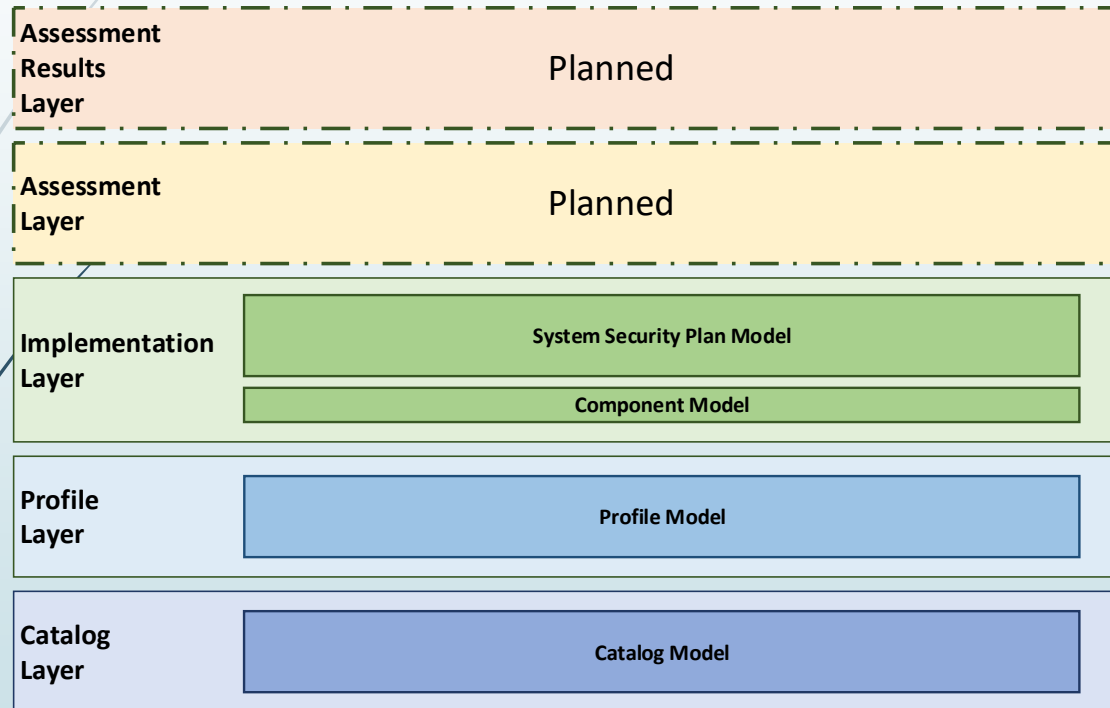 Assessment
Results
Layer
Planned
Assessment
Layer
Planned
Implementation
Layer
System Security Plan Model
Component Model
Profile
Layer
Profile Model
Catalog
Layer
Catalog Model